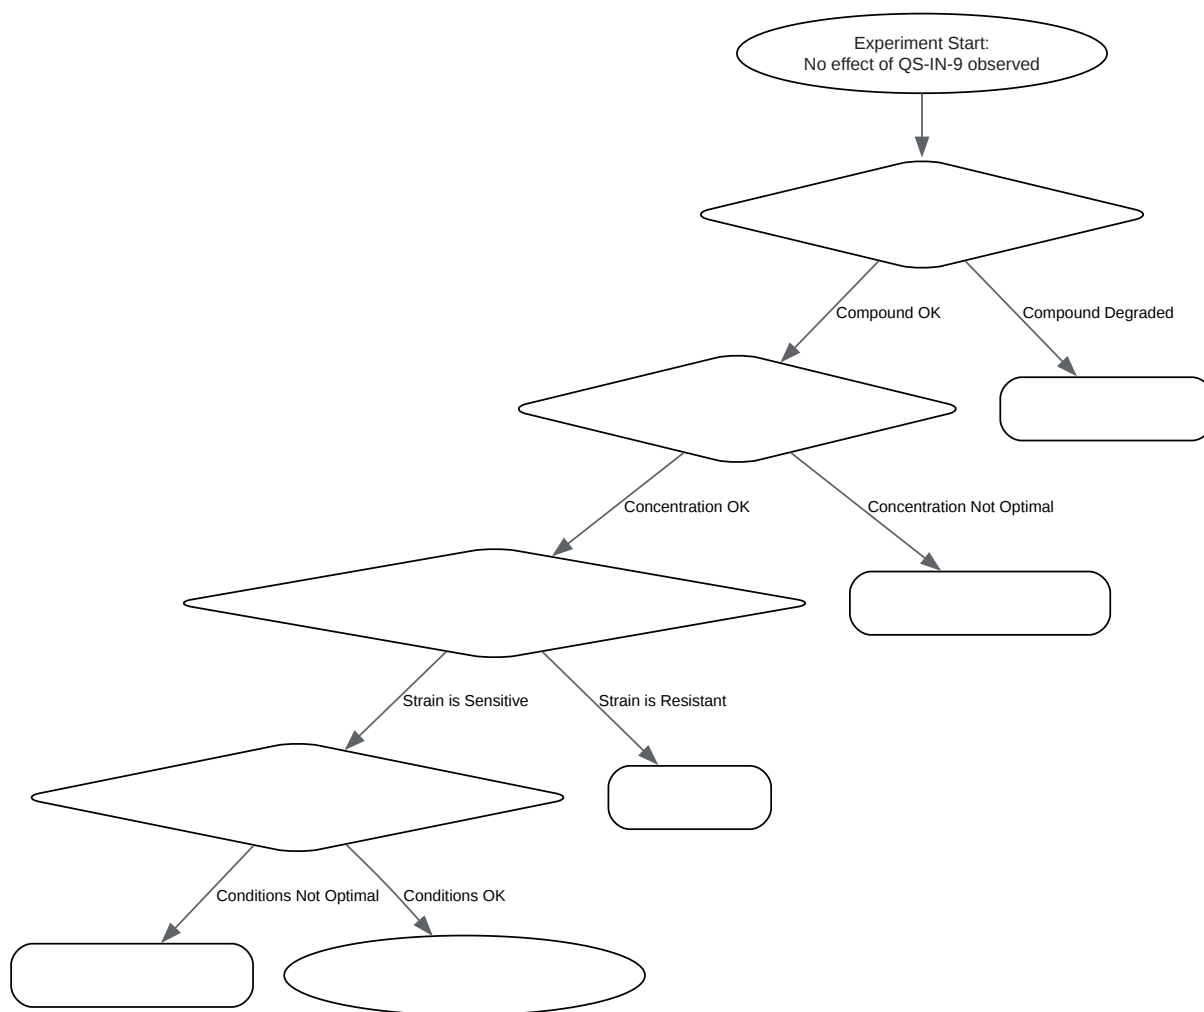 Experiment Start:
No effect of QS-IN-9 observed
Compound OK
Compound Degraded
Concentration OK
Concentration Not Optimal
Strain is Sensitive
Strain is Resistant
Conditions Not Optimal
Conditions OK